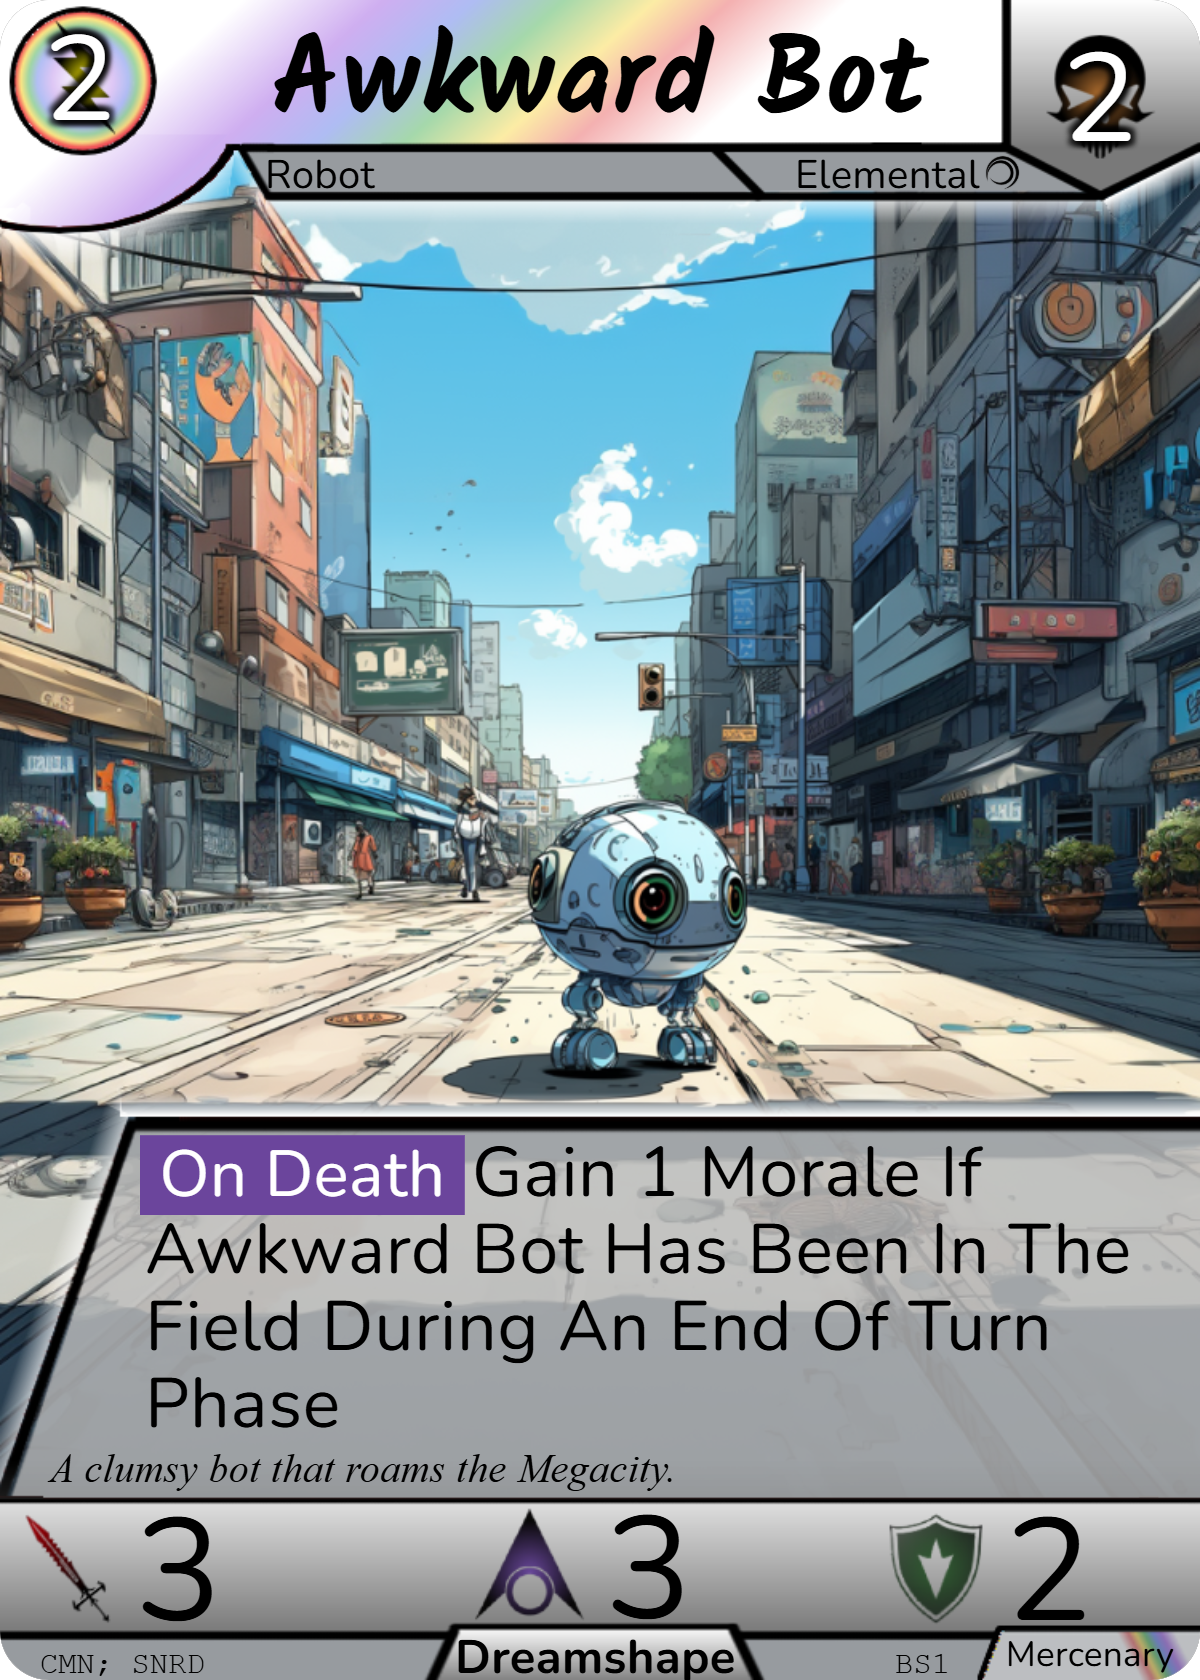 2 Awkward Bot 2
Robot Elemental
On Death Gain 1 Morale If
Awkward Bot Has Been In The
Field During An End Of Turn
Phase
A clumsy bot that roams the Megacity.
3 3 2
CMN; SNRD Dreamshape BS1 Mercenary